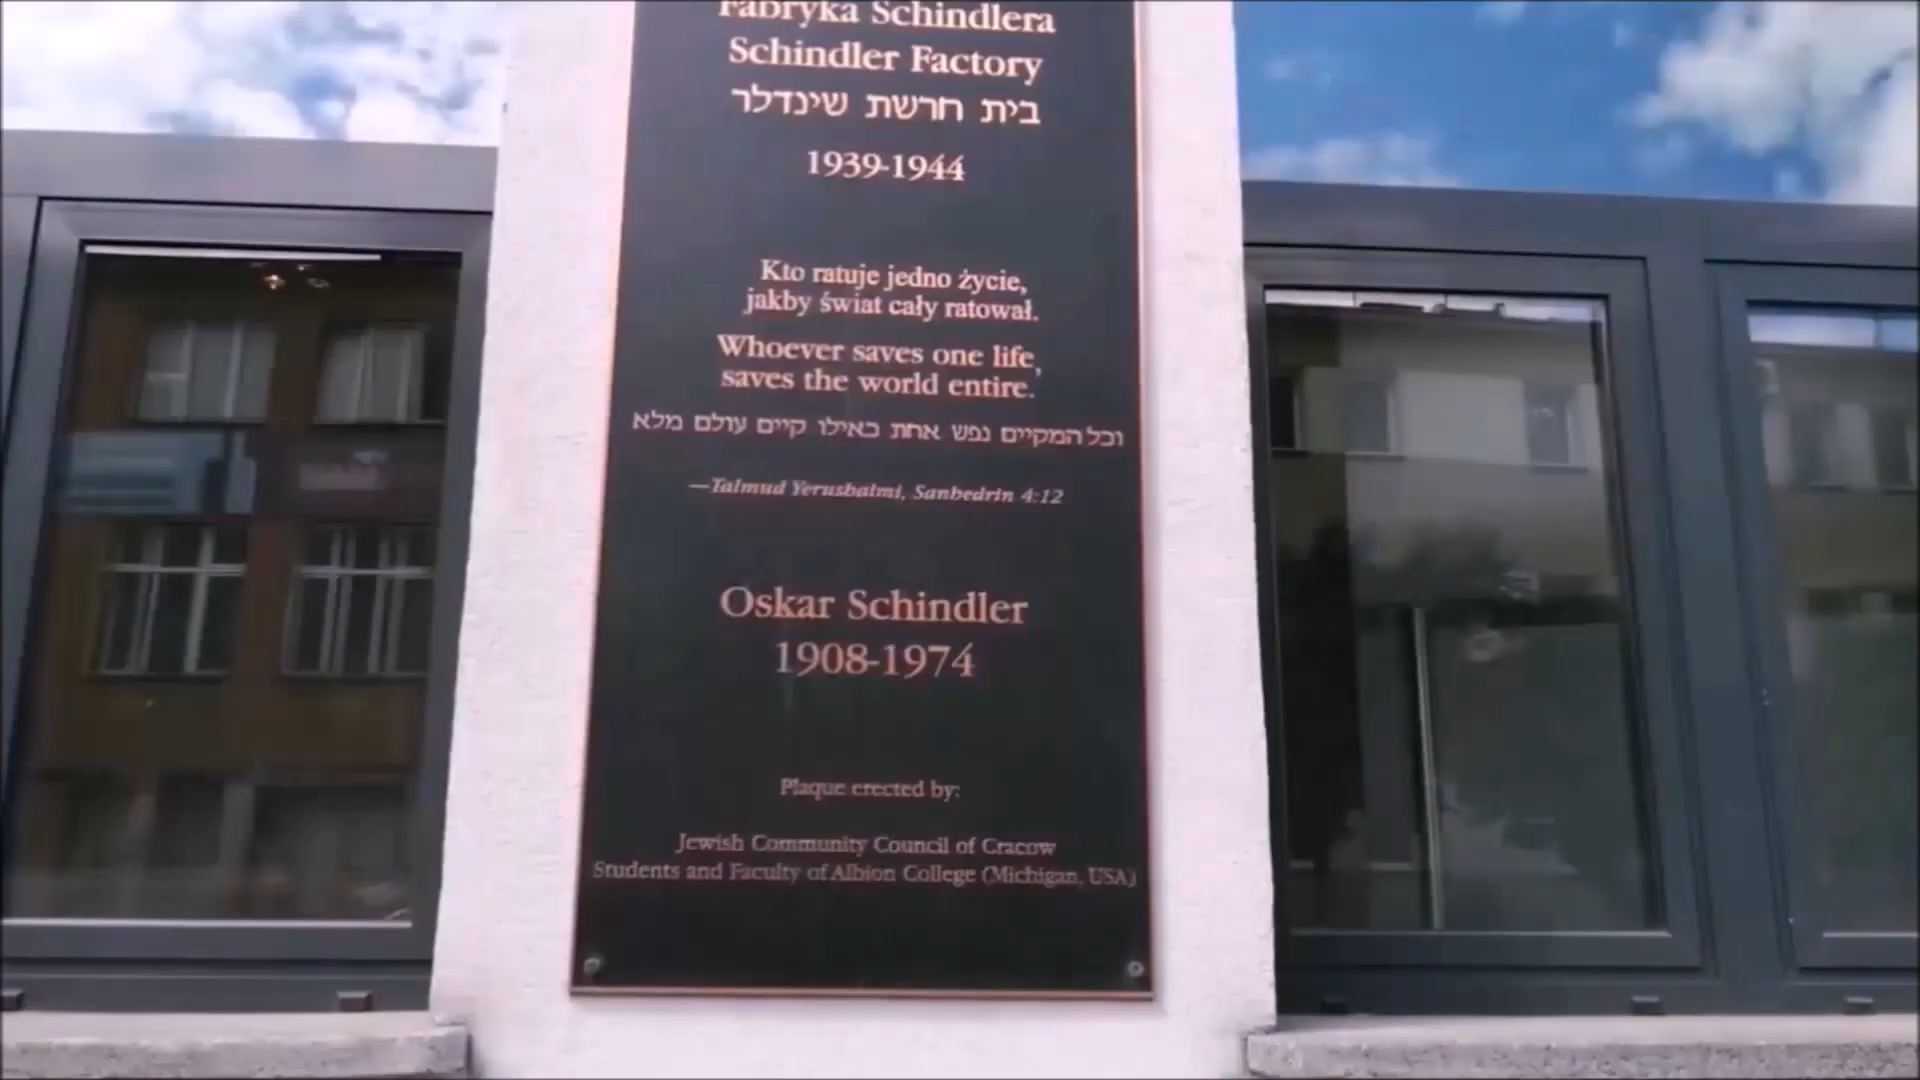 Fabryka Schindlera
Schindler Factory
בית חרשת שינדלר
1939-1944
Kto ratuje jedno życie,
jakby świat cały ratował.
Whoever saves one life,
saves the world entire.
וכל המקיים נפש אחת כאילו קיים עולם מלא
—Talmud Yerushalmi, Sanhedrin 4:12
Oskar Schindler
1908-1974
Plaque erected by:
Jewish Community Council of Cracow
Students and Faculty of Albion College (Michigan, USA)